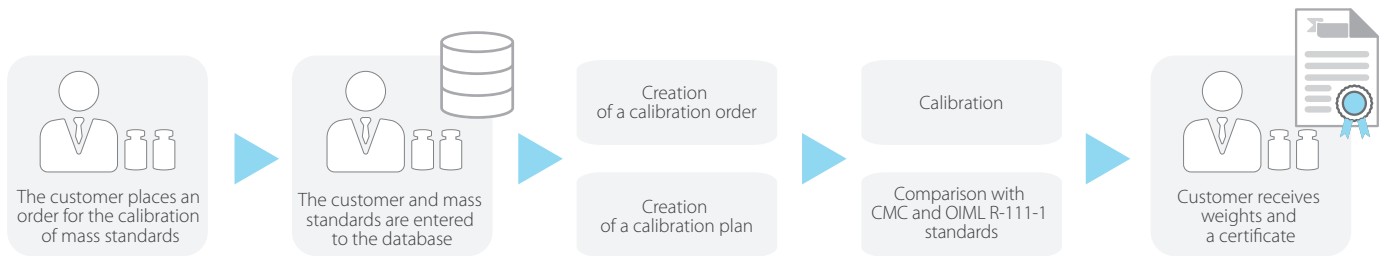 The customer places an
order for the calibration
of mass standards
The customer and mass
standards are entered
to the database
Creation
of a calibration order
Creation
of a calibration plan
Calibration
Comparison with
CMC and OIML R-111-1
standards
Customer receives
weights and
a certificate